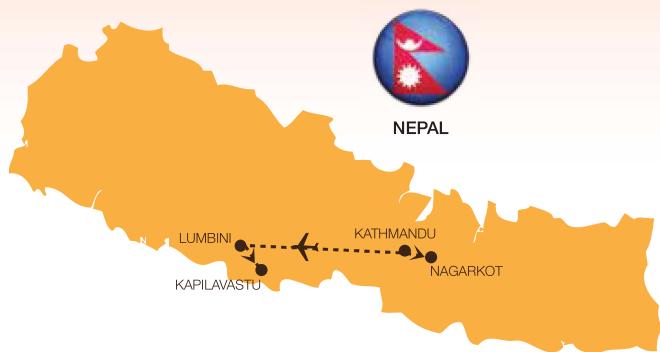 NEPAL
LUMBINI
KATHMANDU
NAGARKOT
KAPILAVASTU
N